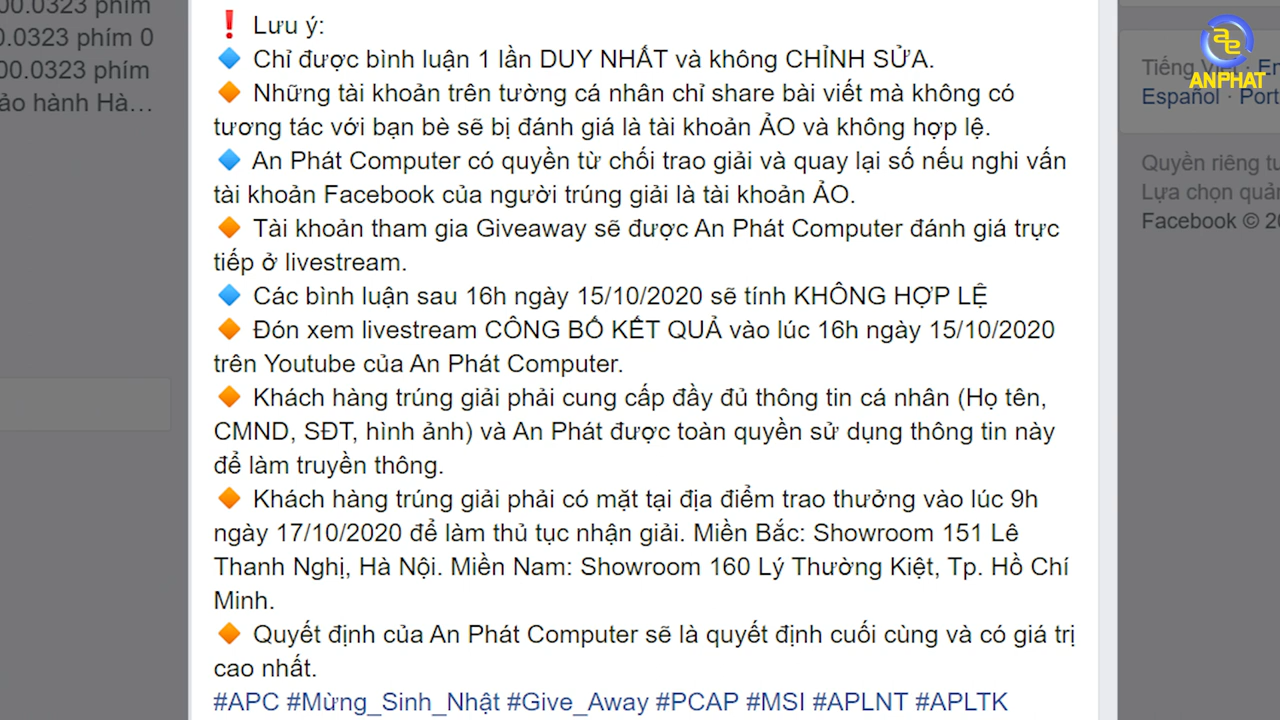 00.0323 phím
0.0323 phím 0
00.0323 phím
ảo hành Hà...
❗ Lưu ý:
🔷 Chỉ được bình luận 1 lần DUY NHẤT và không CHỈNH SỬA.
🔶 Những tài khoản trên tường cá nhân chỉ share bài viết mà không có
tương tác với bạn bè sẽ bị đánh giá là tài khoản ẢO và không hợp lệ.
🔷 An Phát Computer có quyền từ chối trao giải và quay lại số nếu nghi vấn
tài khoản Facebook của người trúng giải là tài khoản ẢO.
🔶 Tài khoản tham gia Giveaway sẽ được An Phát Computer đánh giá trực
tiếp ở livestream.
🔷 Các bình luận sau 16h ngày 15/10/2020 sẽ tính KHÔNG HỢP LỆ
🔶 Đón xem livestream CÔNG BỐ KẾT QUẢ vào lúc 16h ngày 15/10/2020
trên Youtube của An Phát Computer.
🔶 Khách hàng trúng giải phải cung cấp đầy đủ thông tin cá nhân (Họ tên,
CMND, SĐT, hình ảnh) và An Phát được toàn quyền sử dụng thông tin này
để làm truyền thông.
🔶 Khách hàng trúng giải phải có mặt tại địa điểm trao thưởng vào lúc 9h
ngày 17/10/2020 để làm thủ tục nhận giải. Miền Bắc: Showroom 151 Lê
Thanh Nghị, Hà Nội. Miền Nam: Showroom 160 Lý Thường Kiệt, Tp. Hồ Chí
Minh.
🔶 Quyết định của An Phát Computer sẽ là quyết định cuối cùng và có giá trị
cao nhất.
#APC #Mừng_Sinh_Nhật #Give_Away #PCAP #MSI #APLNT #APLTK
ANPHAT
Tiếng Việt · En
Español · Port
Quyền riêng tư
Lựa chọn quản
Facebook © 20